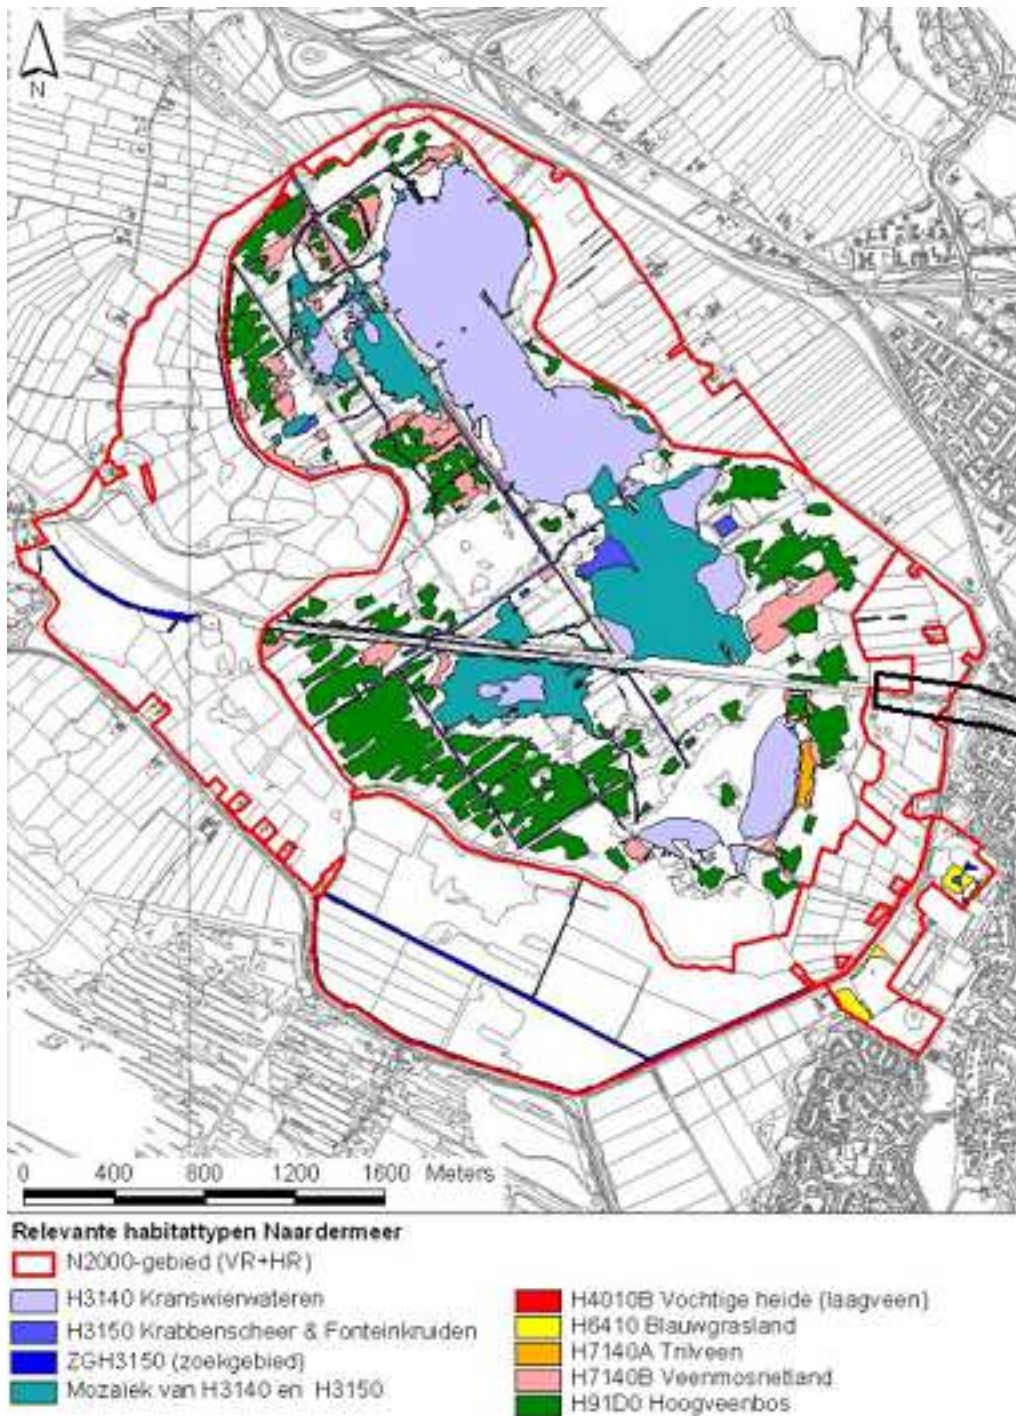 N
0 400 800 1200 1600 Meters
Relevante habitattypen Naardermeer
N2000-gebied (VR+HR)
H3140 Kranswierwateren
H3150 Krabbenscheer & Fonteinkruiden
ZGH3150 (zoekgebied)
Mozaïek van H3140 en H3150
H4010B Vochtige heide (laagveen)
H6410 Blauwgrasland
H7140A Trilveen
H7140B Veenmosrietland
H91D0 Hoogveenbos